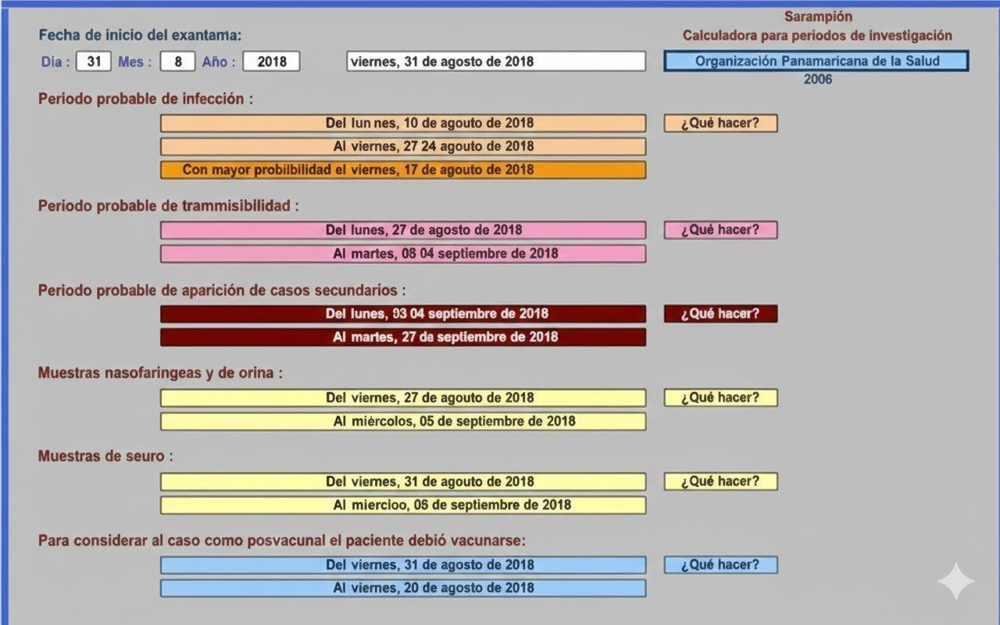 Sarampión
Fecha de inicio del exantama:
Calculadora para periodos de investigación
Dia : 31 Mes : 8 Año : 2018 viernes, 31 de agosto de 2018
Organización Panamaricana de la Salud
2006
Periodo probable de infección :
Del lun nes, 10 de agouto de 2018 ¿Qué hacer?
Al viernes, 27 24 agouto de 2018
Con mayor probiibilidad el viernes, 17 de agouto de 2018
Periodo probable de trammisibilidad :
Del lunes, 27 de agosto de 2018 ¿Qué hacer?
Al martes, 08 04 septiembre de 2018
Periodo probable de aparición de casos secundarios :
Del lunes, 03 04 septiembre de 2018 ¿Qué hacer?
Al martes, 27 de septiembre de 2018
Muestras nasofaringeas y de orina :
Del viernes, 27 de agouto de 2018 ¿Qué hacer?
Al miércolos, 05 de septiembre de 2018
Muestras de seuro :
Del viernes, 31 de agouto de 2018 ¿Qué hacer?
Al miercioo, 05 de septiembre de 2018
Para considerar al caso como posvacunal el paciente debió vacunarse:
Del viernes, 31 de agosto de 2018 ¿Qué hacer?
Al viernes, 20 de agosto de 2018